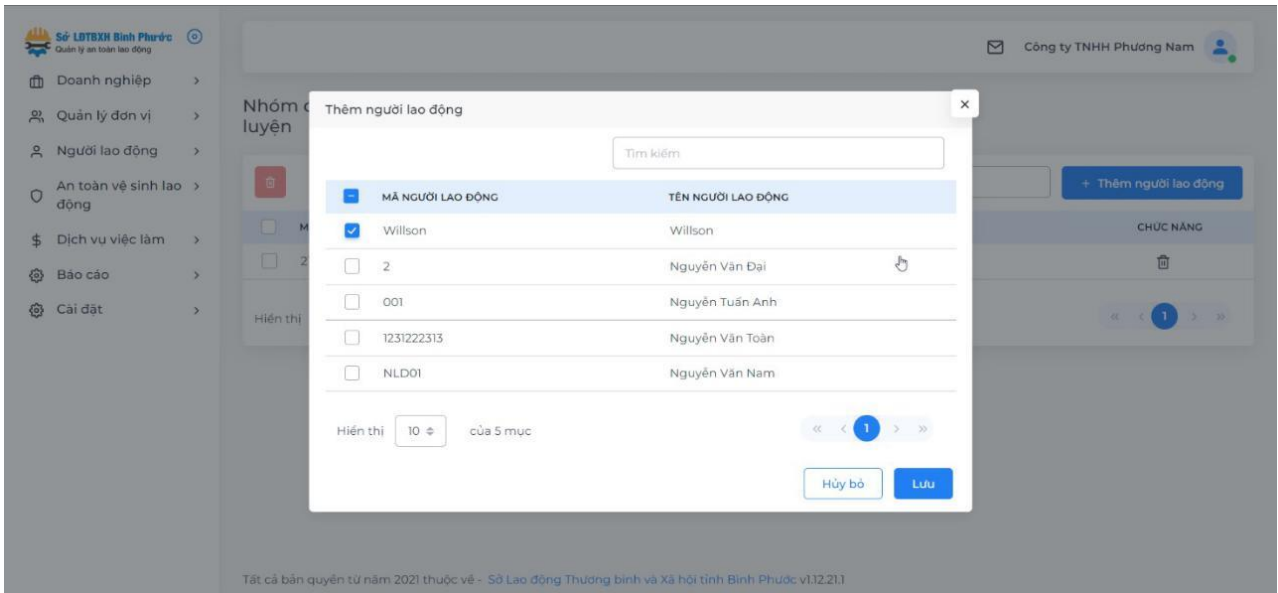 Sở LĐTBXH Bình Phước
Quản lý an toàn lao động
Công ty TNHH Phương Nam
Doanh nghiệp
Quản lý đơn vị
Người lao động
An toàn vệ sinh lao
động
Dịch vụ việc làm
Báo cáo
Cài đặt
Nhóm
luyện
Thêm người lao động
Tìm kiếm
+ Thêm người lao động
MÃ NGƯỜI LAO ĐỘNG TÊN NGƯỜI LAO ĐỘNG
M CHỨC NĂNG
Willson Willson
2
2 Nguyễn Văn Đại
001 Nguyễn Tuấn Anh
Hiển thị « < 1 > »
1231222313 Nguyễn Văn Toàn
NLD01 Nguyễn Văn Nam
Hiển thị 10 của 5 mục « < 1 > »
Hủy bỏ Lưu
Tất cả bản quyền từ năm 2021 thuộc về - Sở Lao động Thương binh và Xã hội tỉnh Bình Phước v1.12.21.1